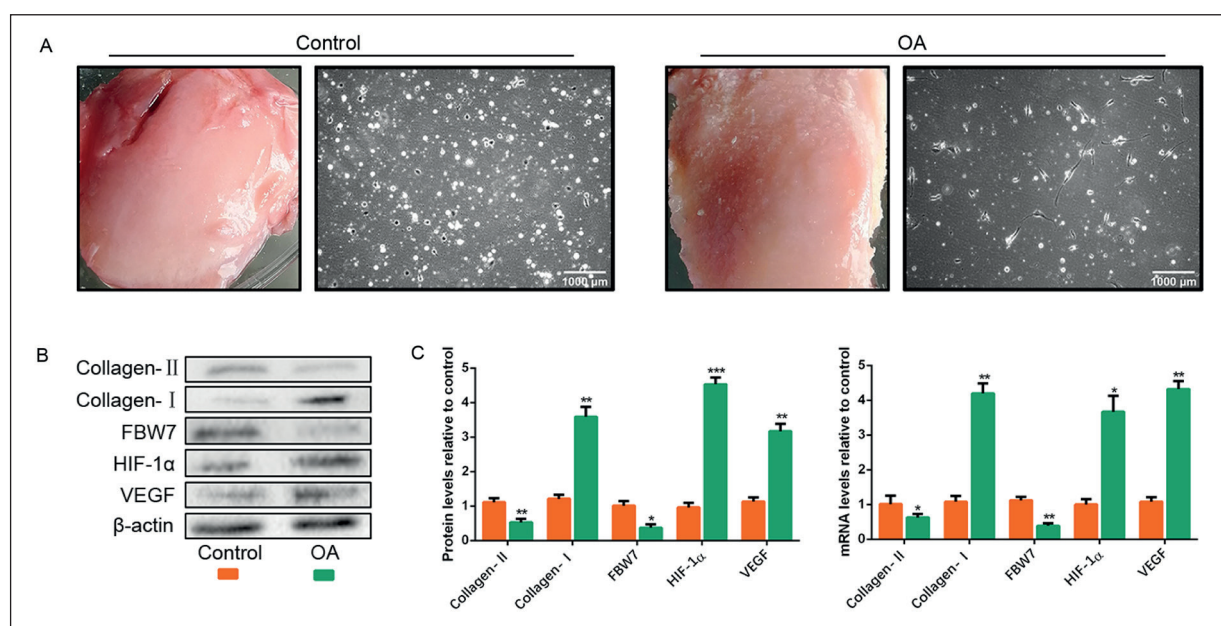 A
Control
OA
1000 µm
1000 µm
B
Collagen-Ⅱ
Collagen-Ⅰ
FBW7
HIF-1α
VEGF
β-actin
Control
OA
C
Protein levels relative to control
5
4
3
2
1
0
**
**
*
***
**
Collagen- II
Collagen- I
FBW7
HIF-1α
VEGF
mRNA levels relative to control
5
4
3
2
1
0
*
**
**
*
**
Collagen- II
Collagen- I
FBW7
HIF-1α
VEGF